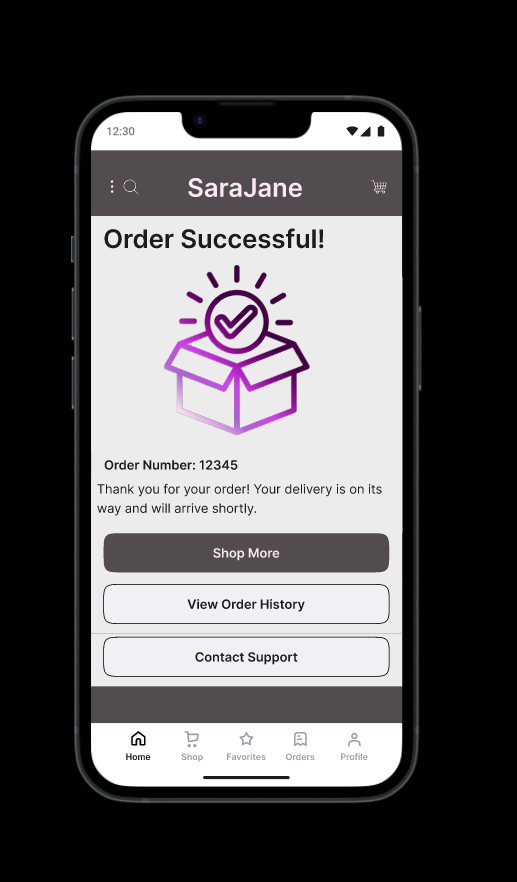 12:30
SaraJane
Order Successful!
Order Number: 12345
Thank you for your order! Your delivery is on its
way and will arrive shortly.
Shop More
View Order History
Contact Support
Home Shop Favorites Orders Profile